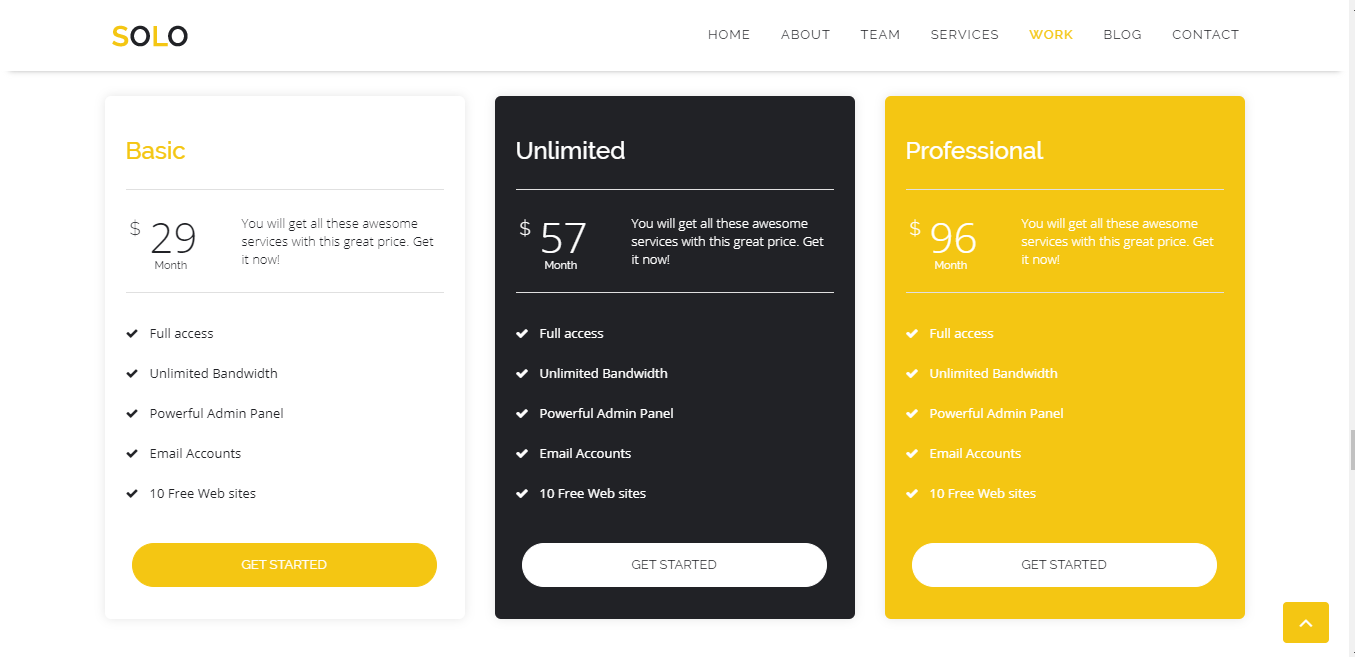 SOLO
HOME ABOUT TEAM SERVICES WORK BLOG CONTACT
Basic
$ 29
Month
You will get all these awesome
services with this great price. Get
it now!
Full access
Unlimited Bandwidth
Powerful Admin Panel
Email Accounts
10 Free Web sites
GET STARTED
Unlimited
$ 57
Month
You will get all these awesome
services with this great price. Get
it now!
Full access
Unlimited Bandwidth
Powerful Admin Panel
Email Accounts
10 Free Web sites
GET STARTED
Professional
$ 96
Month
You will get all these awesome
services with this great price. Get
it now!
Full access
Unlimited Bandwidth
Powerful Admin Panel
Email Accounts
10 Free Web sites
GET STARTED